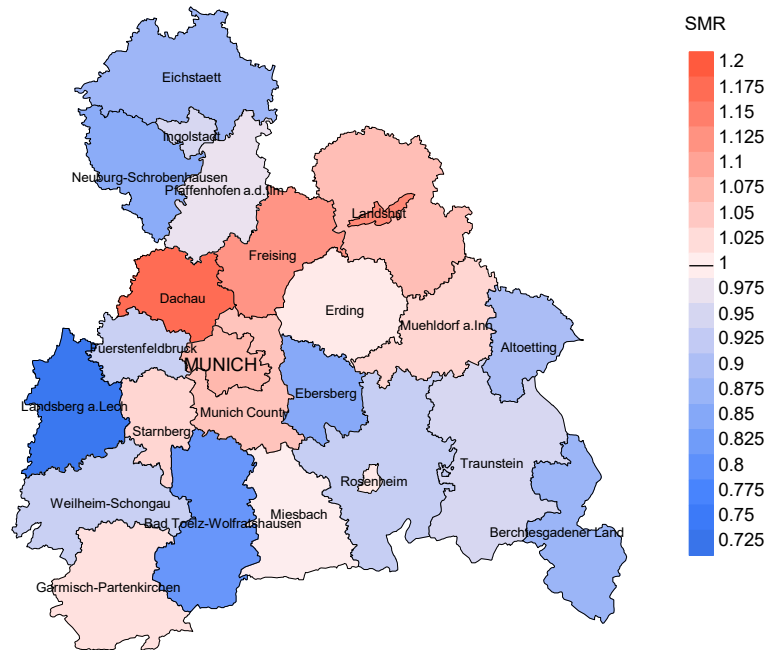 SMR
1.2
1.175
1.15
1.125
1.1
1.075
1.05
1.025
1
0.975
0.95
0.925
0.9
0.875
0.85
0.825
0.8
0.775
0.75
0.725
Eichstaett
Ingolstadt
Neuburg-Schrobenhausen
Pfaffenhofen a.d.Ilm
Landshut
Freising
Dachau
Erding
Muehldorf a.Inn
Fuerstenfeldbruck
Altoetting
MUNICH
Ebersberg
Landsberg a.Lech
Munich County
Starnberg
Traunstein
Rosenheim
Weilheim-Schongau
Miesbach
Bad Toelz-Wolfratshausen
Berchtesgadener Land
Garmisch-Partenkirchen